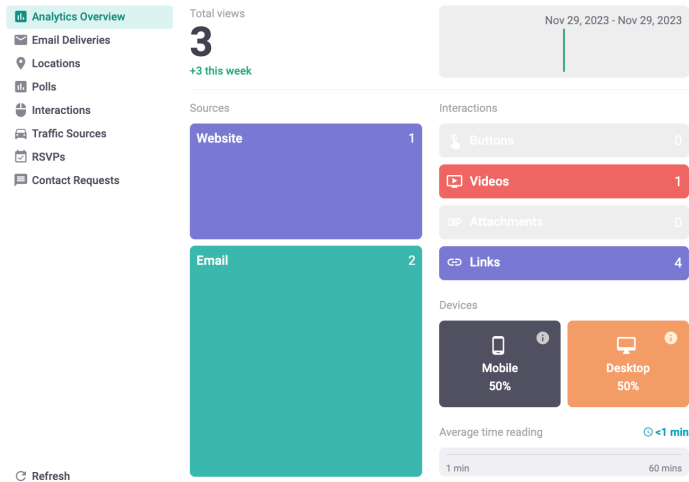 Analytics Overview
Email Deliveries
Locations
Polls
Interactions
Traffic Sources
RSVPs
Contact Requests
Refresh
Total views
3
+3 this week
Nov 29, 2023 - Nov 29, 2023
Sources
Website 1
Email 2
Interactions
Buttons 0
Videos 1
Attachments 0
Links 4
Devices
Mobile
50%
Desktop
50%
Average time reading <1 min
1 min 60 mins